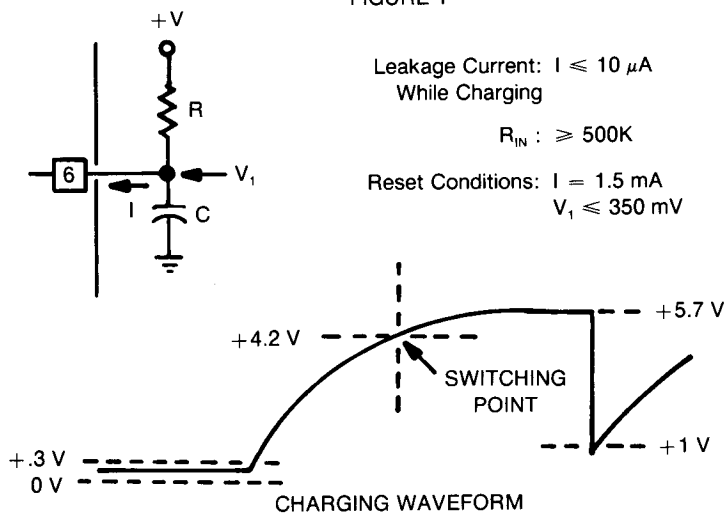 FIGURE 1
+V
R
6
V₁
I
C
Leakage Current: I ≤ 10 μA
While Charging
R_IN : ≥ 500K
Reset Conditions: I = 1.5 mA
V₁ ≤ 350 mV
+4.2 V
+5.7 V
SWITCHING
POINT
+1 V
+.3 V
0 V
CHARGING WAVEFORM